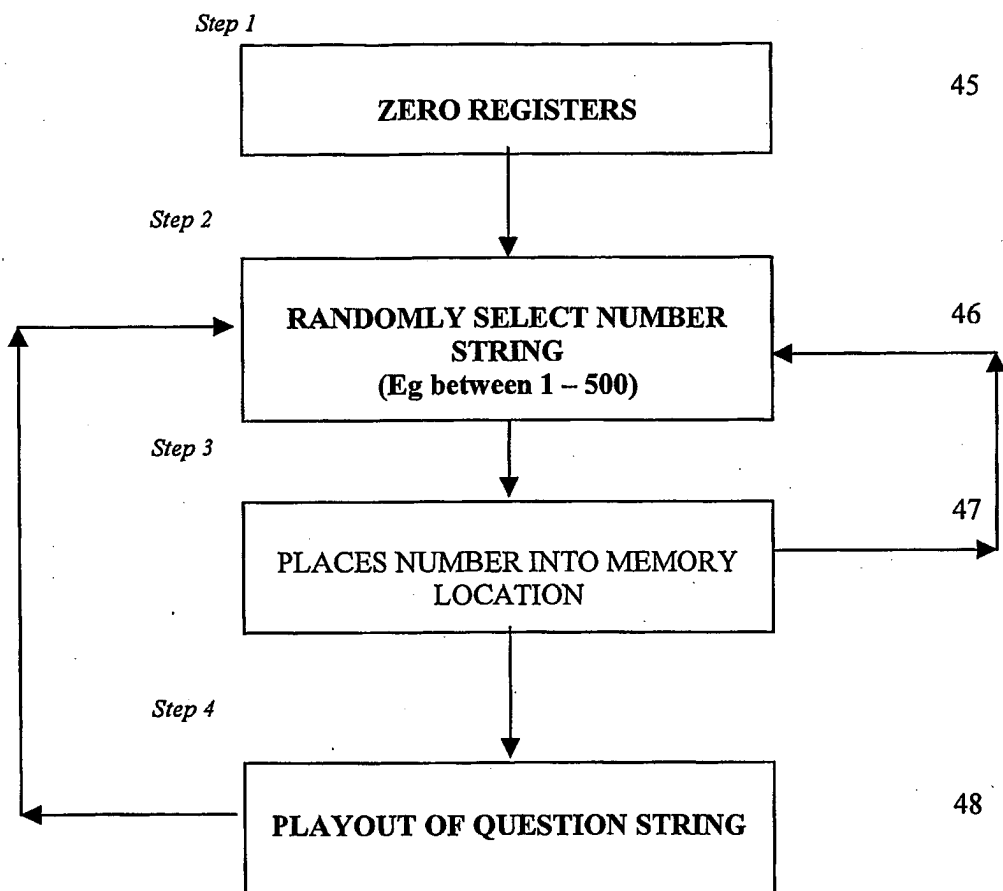 Step 1
45
ZERO REGISTERS
Step 2
46
RANDOMLY SELECT NUMBER
STRING
(Eg between 1 – 500)
Step 3
47
PLACES NUMBER INTO MEMORY
LOCATION
Step 4
48
PLAYOUT OF QUESTION STRING